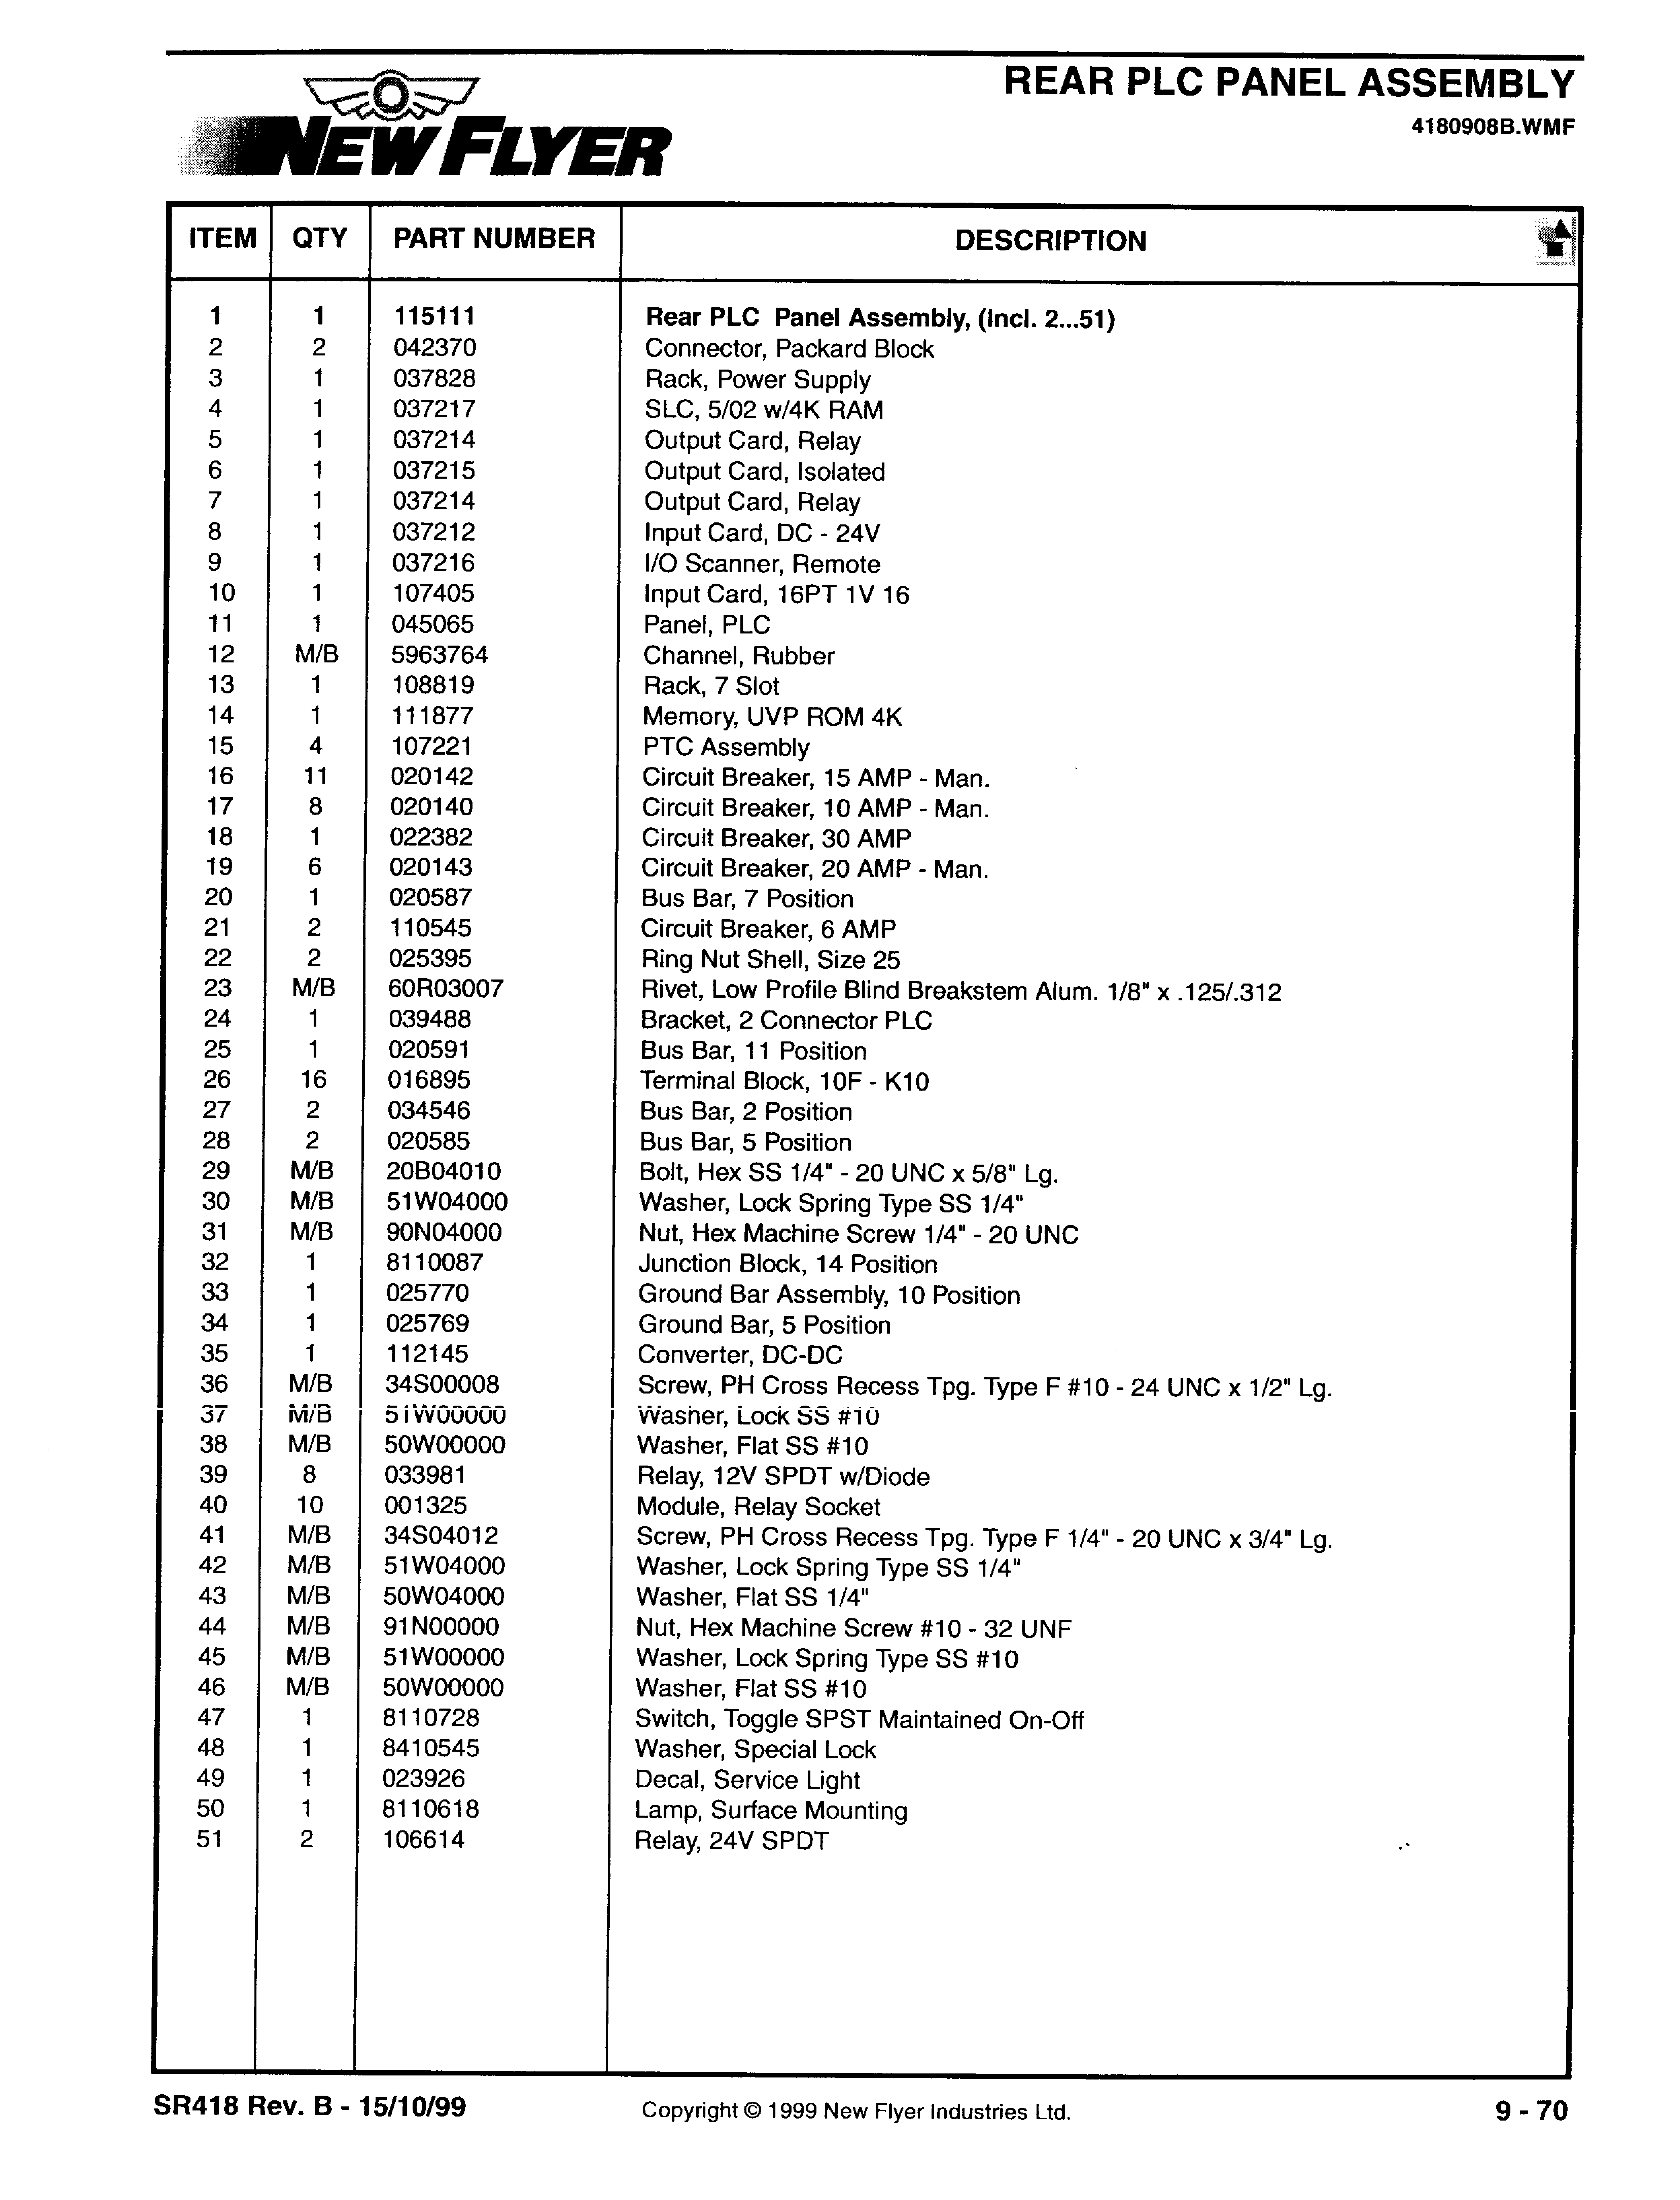 REAR PLC PANEL ASSEMBLY
4180908B.WMF
NEW FLYER
ITEM QTY PART NUMBER DESCRIPTION
1 1 115111 Rear PLC Panel Assembly, (Incl. 2...51)
2 2 042370 Connector, Packard Block
3 1 037828 Rack, Power Supply
4 1 037217 SLC, 5/02 w/4K RAM
5 1 037214 Output Card, Relay
6 1 037215 Output Card, Isolated
7 1 037214 Output Card, Relay
8 1 037212 Input Card, DC - 24V
9 1 037216 I/O Scanner, Remote
10 1 107405 Input Card, 16PT 1V 16
11 1 045065 Panel, PLC
12 M/B 5963764 Channel, Rubber
13 1 108819 Rack, 7 Slot
14 1 111877 Memory, UVP ROM 4K
15 4 107221 PTC Assembly
16 11 020142 Circuit Breaker, 15 AMP - Man.
17 8 020140 Circuit Breaker, 10 AMP - Man.
18 1 022382 Circuit Breaker, 30 AMP
19 6 020143 Circuit Breaker, 20 AMP - Man.
20 1 020587 Bus Bar, 7 Position
21 2 110545 Circuit Breaker, 6 AMP
22 2 025395 Ring Nut Shell, Size 25
23 M/B 60R03007 Rivet, Low Profile Blind Breakstem Alum. 1/8" x .125/.312
24 1 039488 Bracket, 2 Connector PLC
25 1 020591 Bus Bar, 11 Position
26 16 016895 Terminal Block, 10F - K10
27 2 034546 Bus Bar, 2 Position
28 2 020585 Bus Bar, 5 Position
29 M/B 20B04010 Bolt, Hex SS 1/4" - 20 UNC x 5/8" Lg.
30 M/B 51W04000 Washer, Lock Spring Type SS 1/4"
31 M/B 90N04000 Nut, Hex Machine Screw 1/4" - 20 UNC
32 1 8110087 Junction Block, 14 Position
33 1 025770 Ground Bar Assembly, 10 Position
34 1 025769 Ground Bar, 5 Position
35 1 112145 Converter, DC-DC
36 M/B 34S00008 Screw, PH Cross Recess Tpg. Type F #10 - 24 UNC x 1/2" Lg.
37 M/B 51W00000 Washer, Lock SS #10
38 M/B 50W00000 Washer, Flat SS #10
39 8 033981 Relay, 12V SPDT w/Diode
40 10 001325 Module, Relay Socket
41 M/B 34S04012 Screw, PH Cross Recess Tpg. Type F 1/4" - 20 UNC x 3/4" Lg.
42 M/B 51W04000 Washer, Lock Spring Type SS 1/4"
43 M/B 50W04000 Washer, Flat SS 1/4"
44 M/B 91N00000 Nut, Hex Machine Screw #10 - 32 UNF
45 M/B 51W00000 Washer, Lock Spring Type SS #10
46 M/B 50W00000 Washer, Flat SS #10
47 1 8110728 Switch, Toggle SPST Maintained On-Off
48 1 8410545 Washer, Special Lock
49 1 023926 Decal, Service Light
50 1 8110618 Lamp, Surface Mounting
51 2 106614 Relay, 24V SPDT
SR418 Rev. B - 15/10/99 Copyright © 1999 New Flyer Industries Ltd. 9 - 70